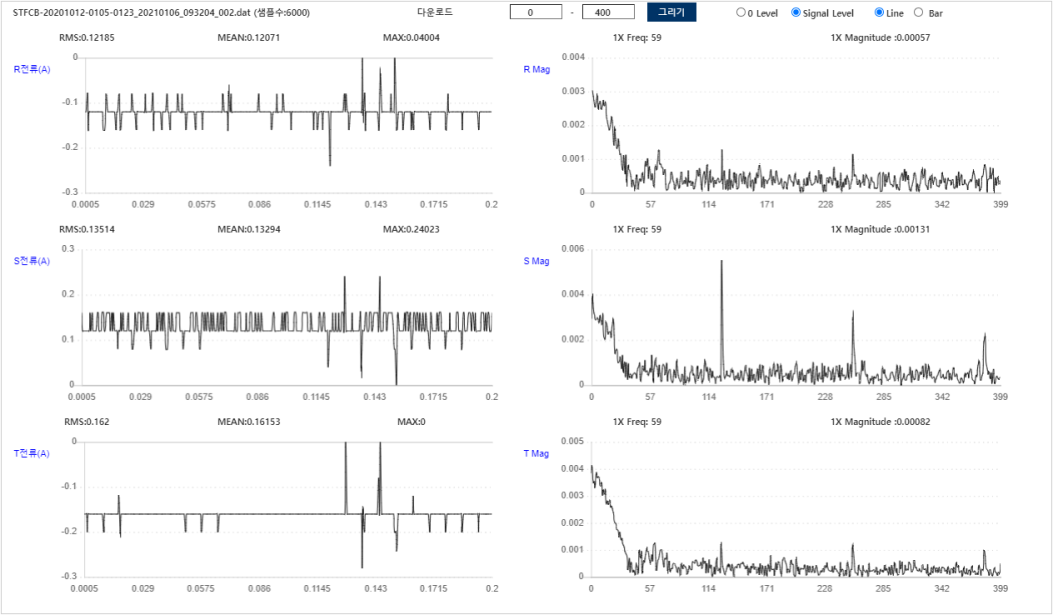 STFCB-20201012-0105-0123_20210106_093204_002.dat (샘플수:6000) 다운로드 0 - 400 그리기 0 Level Signal Level Line Bar
RMS:0.12185 MEAN:0.12071 MAX:0.04004 1X Freq: 59 1X Magnitude :0.00057
R전류(A) R Mag
0 -0.1 -0.2 -0.3
0.0005 0.029 0.0575 0.086 0.1145 0.143 0.1715 0.2
0.004 0.003 0.002 0.001 0
0 57 114 171 228 285 342 399
RMS:0.13514 MEAN:0.13294 MAX:0.24023 1X Freq: 59 1X Magnitude :0.00131
S전류(A) S Mag
0.3 0.2 0.1 0
0.0005 0.029 0.0575 0.086 0.1145 0.143 0.1715 0.2
0.006 0.004 0.002 0
0 57 114 171 228 285 342 399
RMS:0.162 MEAN:0.16153 MAX:0 1X Freq: 59 1X Magnitude :0.00082
T전류(A) T Mag
0 -0.1 -0.2 -0.3
0.0005 0.029 0.0575 0.086 0.1145 0.143 0.1715 0.2
0.005 0.004 0.003 0.002 0.001 0
0 57 114 171 228 285 342 399